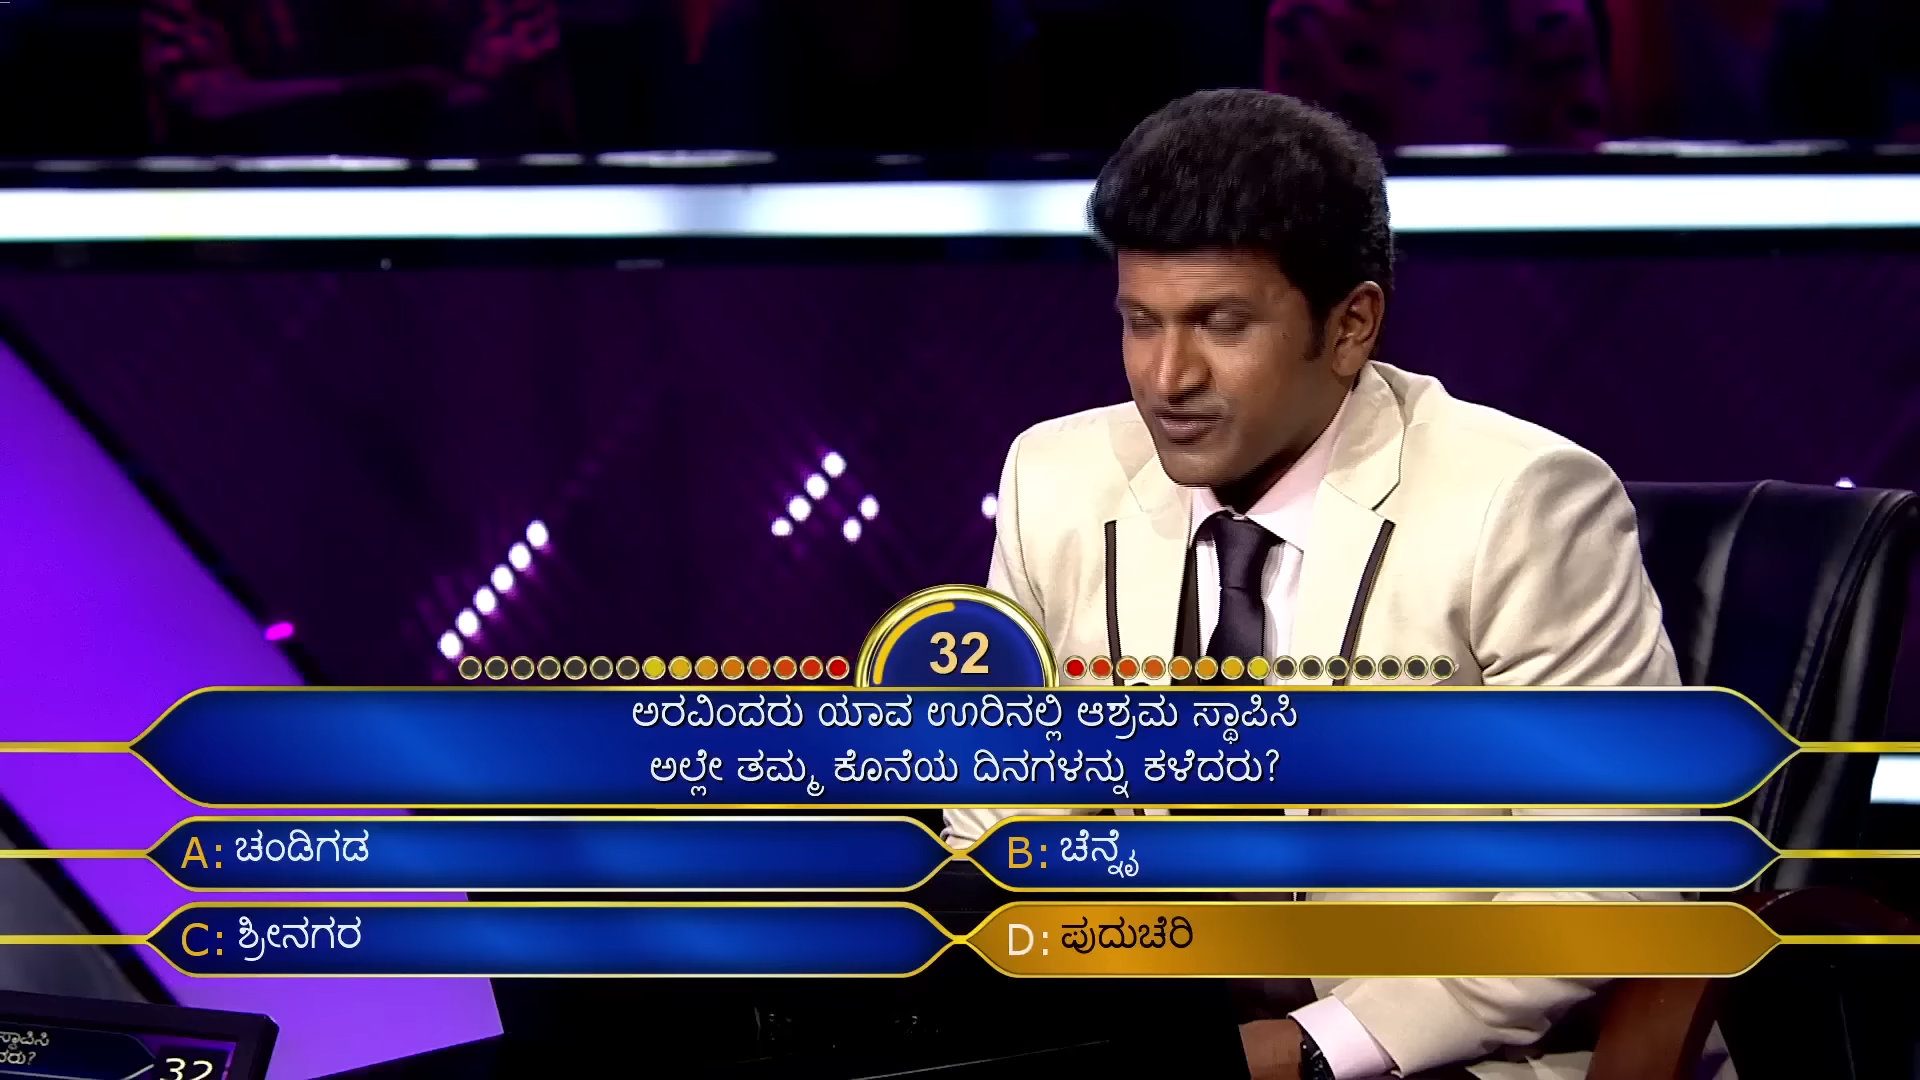 32
ಅರವಿಂದರು ಯಾವ ಊರಿನಲ್ಲಿ ಆಶ್ರಮ ಸ್ಥಾಪಿಸಿ
ಅಲ್ಲೇ ತಮ್ಮ ಕೊನೆಯ ದಿನಗಳನ್ನು ಕಳೆದರು?
A: ಚಂಡಿಗಡ
B: ಚೆನ್ನೈ
C: ಶ್ರೀನಗರ
D: ಪುದುಚೆರಿ
32